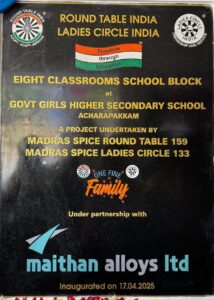 ROUND TABLE INDIA
LADIES CIRCLE INDIA
Freedom
through
Education
EIGHT CLASSROOMS SCHOOL BLOCK
at
GOVT GIRLS HIGHER SECONDARY SCHOOL
ACHARAPAKKAM
A PROJECT UNDERTAKEN BY
MADRAS SPICE ROUND TABLE 159
MADRAS SPICE LADIES CIRCLE 133
ONE FINE
Family
Under partnership with
maithan alloys ltd
Inaugurated on 17.04.2025